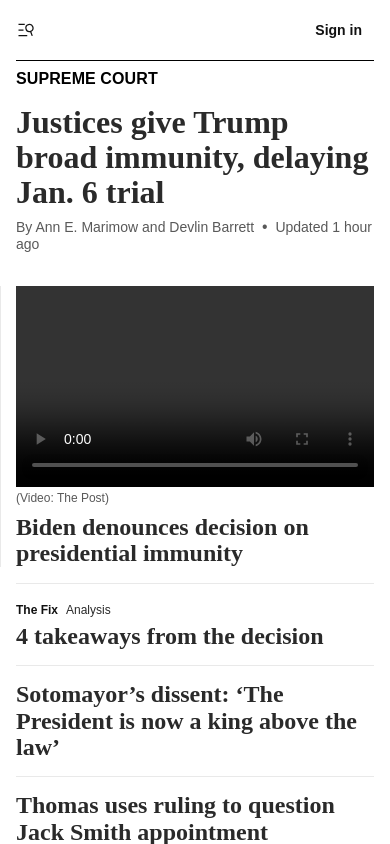 Sign in
SUPREME COURT
Justices give Trump
broad immunity, delaying
Jan. 6 trial
By Ann E. Marimow and Devlin Barrett • Updated 1 hour
ago
0:00
(Video: The Post)
Biden denounces decision on
presidential immunity
The Fix Analysis
4 takeaways from the decision
Sotomayor’s dissent: ‘The
President is now a king above the
law’
Thomas uses ruling to question
Jack Smith appointment